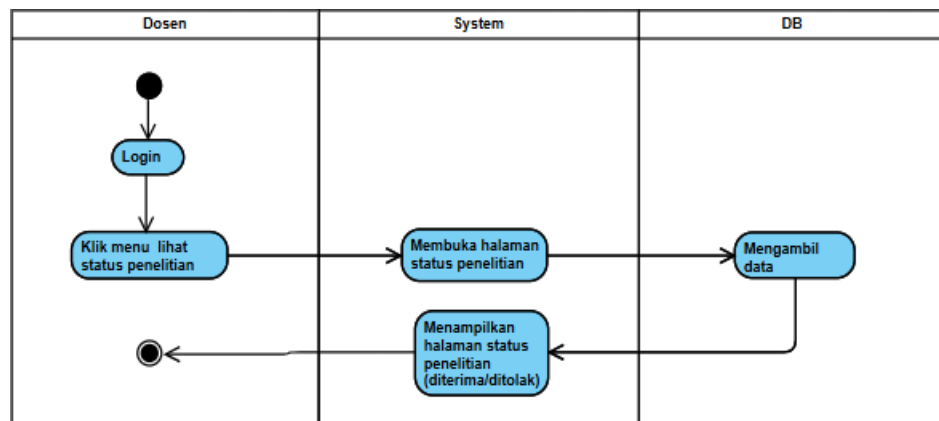 Dosen
System
DB
Login
Klik menu lihat
status penelitian
Membuka halaman
status penelitian
Mengambil
data
Menampilkan
halaman status
penelitian
(diterima/ditolak)